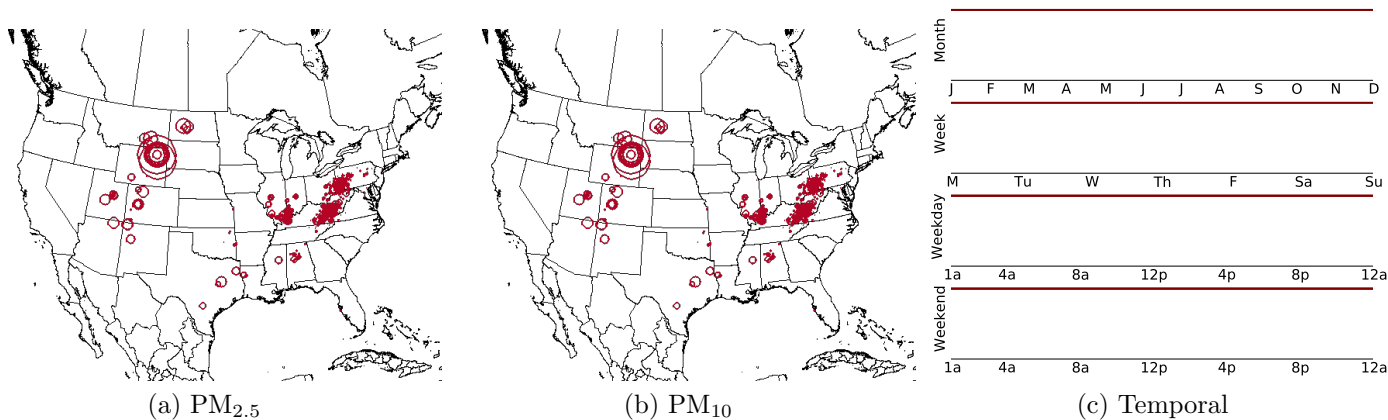 Month
J F M A M J J A S O N D
Week
M Tu W Th F Sa Su
Weekday
1a 4a 8a 12p 4p 8p 12a
Weekend
1a 4a 8a 12p 4p 8p 12a
(a) PM2.5
(b) PM10
(c) Temporal